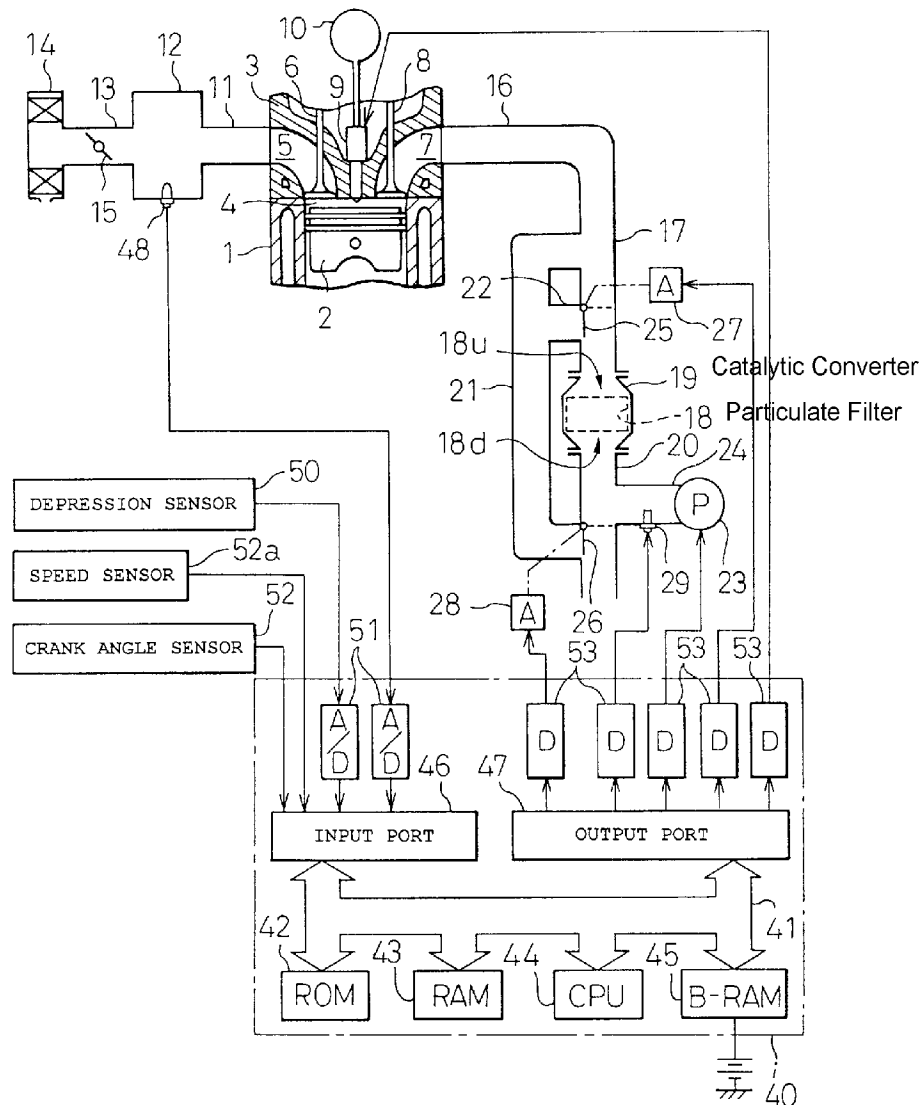 10
14
12
3
6
9
8
16
13
11
5
7
15
4
48
1
2
17
22
A
25
27
18u
Catalytic Converter
19
21
18
Particulate Filter
18d
20
24
P
50
DEPRESSION SENSOR
52a
SPEED SENSOR
28
A
26
29
23
52
CRANK ANGLE SENSOR
51
53
53
53
A/D
A/D
D
D
D
D
D
46
47
INPUT PORT
OUTPUT PORT
41
42
43
44
45
ROM
RAM
CPU
B-RAM
40